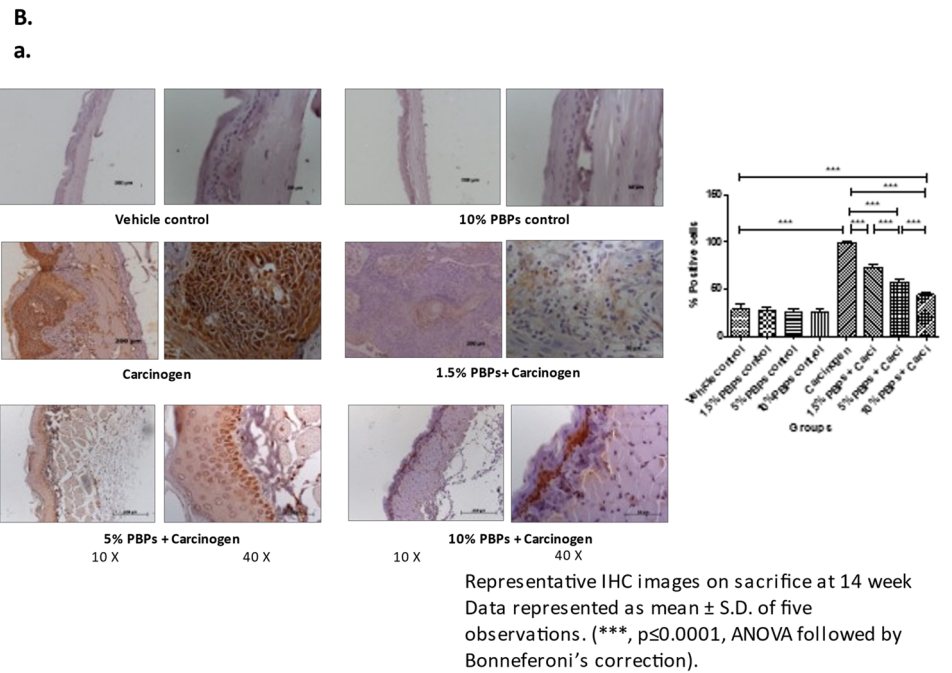 B.
a.
Vehicle control
10% PBPs control
200 µm
Carcinogen
1.5% PBPs+ Carcinogen
5% PBPs + Carcinogen
10% PBPs + Carcinogen
10 X
40 X
10 X
40 X
***
***
***
*** *** *** ***
150
100
50
0
% Positive cells
Vehicle control
1.5% PBPs control
5% PBPs control
10% PBPs control
Carcinogen
1.5% PBPs + Carci
5% PBPs + Carci
10% PBPs + Carci
Groups
Representative IHC images on sacrifice at 14 week
Data represented as mean ± S.D. of five
observations. (***, p≤0.0001, ANOVA followed by
Bonneferoni’s correction).